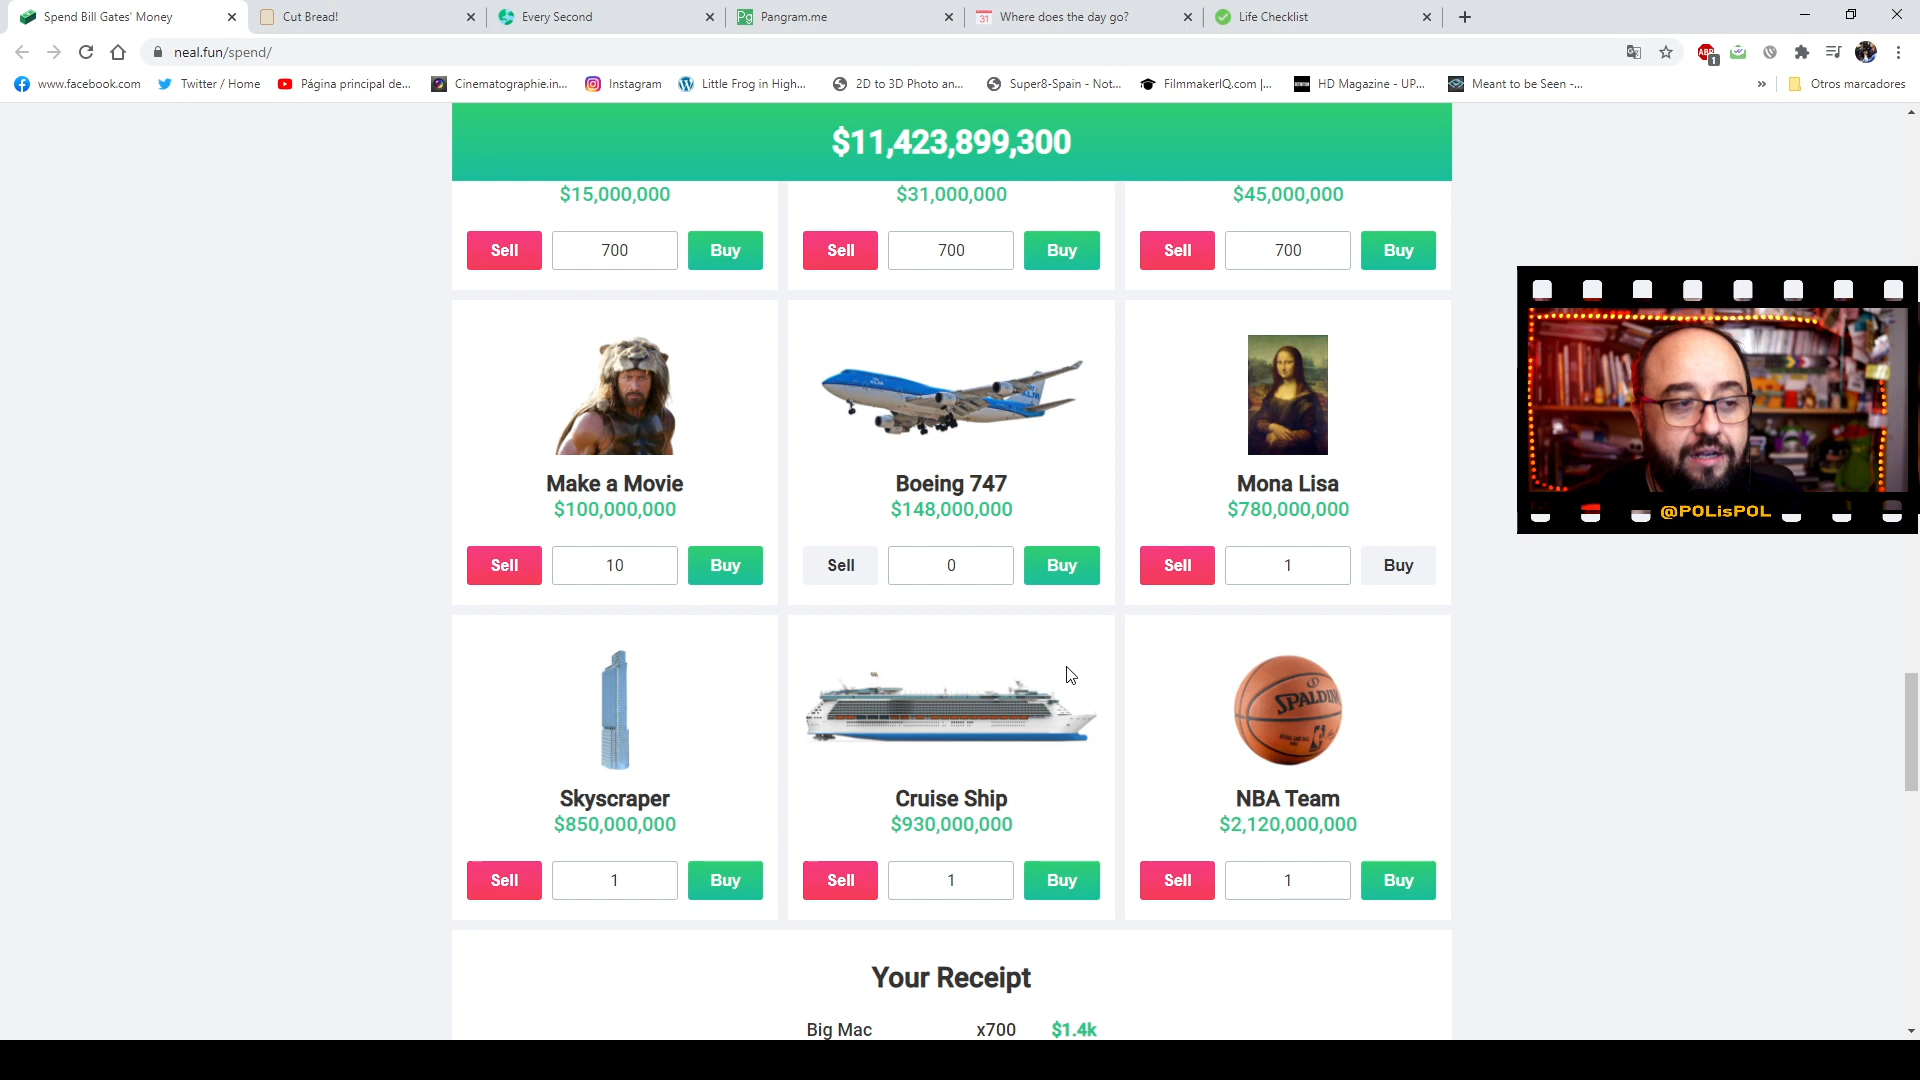 Spend Bill Gates' Money
Cut Bread!
Every Second
Pg Pangram.me
31 Where does the day go?
Life Checklist
neal.fun/spend/
ABP 1
www.facebook.com
Twitter / Home
Página principal de...
Cinematographie.in...
Instagram
Little Frog in High...
2D to 3D Photo an...
Super8-Spain - Not...
FilmmakerIQ.com |...
HD Magazine - UP...
Meant to be Seen -...
»
Otros marcadores
$11,423,899,300
$15,000,000
$31,000,000
$45,000,000
Sell 700 Buy
Sell 700 Buy
Sell 700 Buy
Make a Movie
$100,000,000
Sell 10 Buy
Boeing 747
$148,000,000
Sell 0 Buy
Mona Lisa
$780,000,000
Sell 1 Buy
Skyscraper
$850,000,000
Sell 1 Buy
Cruise Ship
$930,000,000
Sell 1 Buy
SPALDING
NBA Team
$2,120,000,000
Sell 1 Buy
@POLisPOL
Your Receipt
Big Mac x700 $1.4k